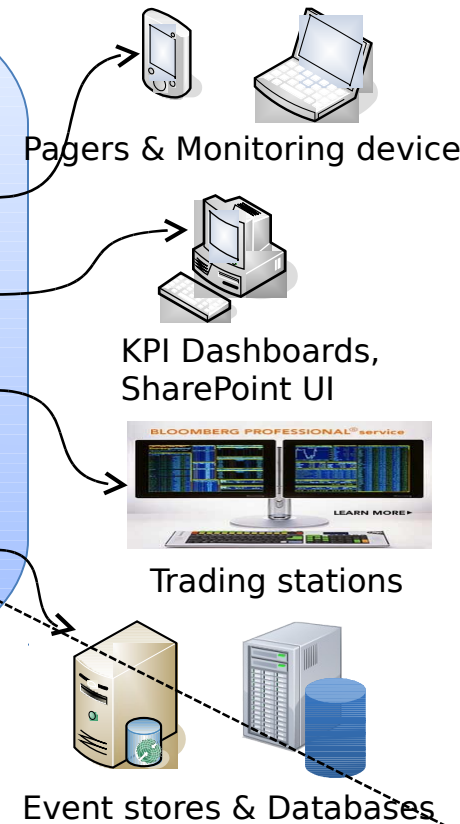 Pagers & Monitoring device
KPI Dashboards,
SharePoint UI
BLOOMBERG PROFESSIONAL® service
LEARN MORE
Trading stations
Event stores & Databases